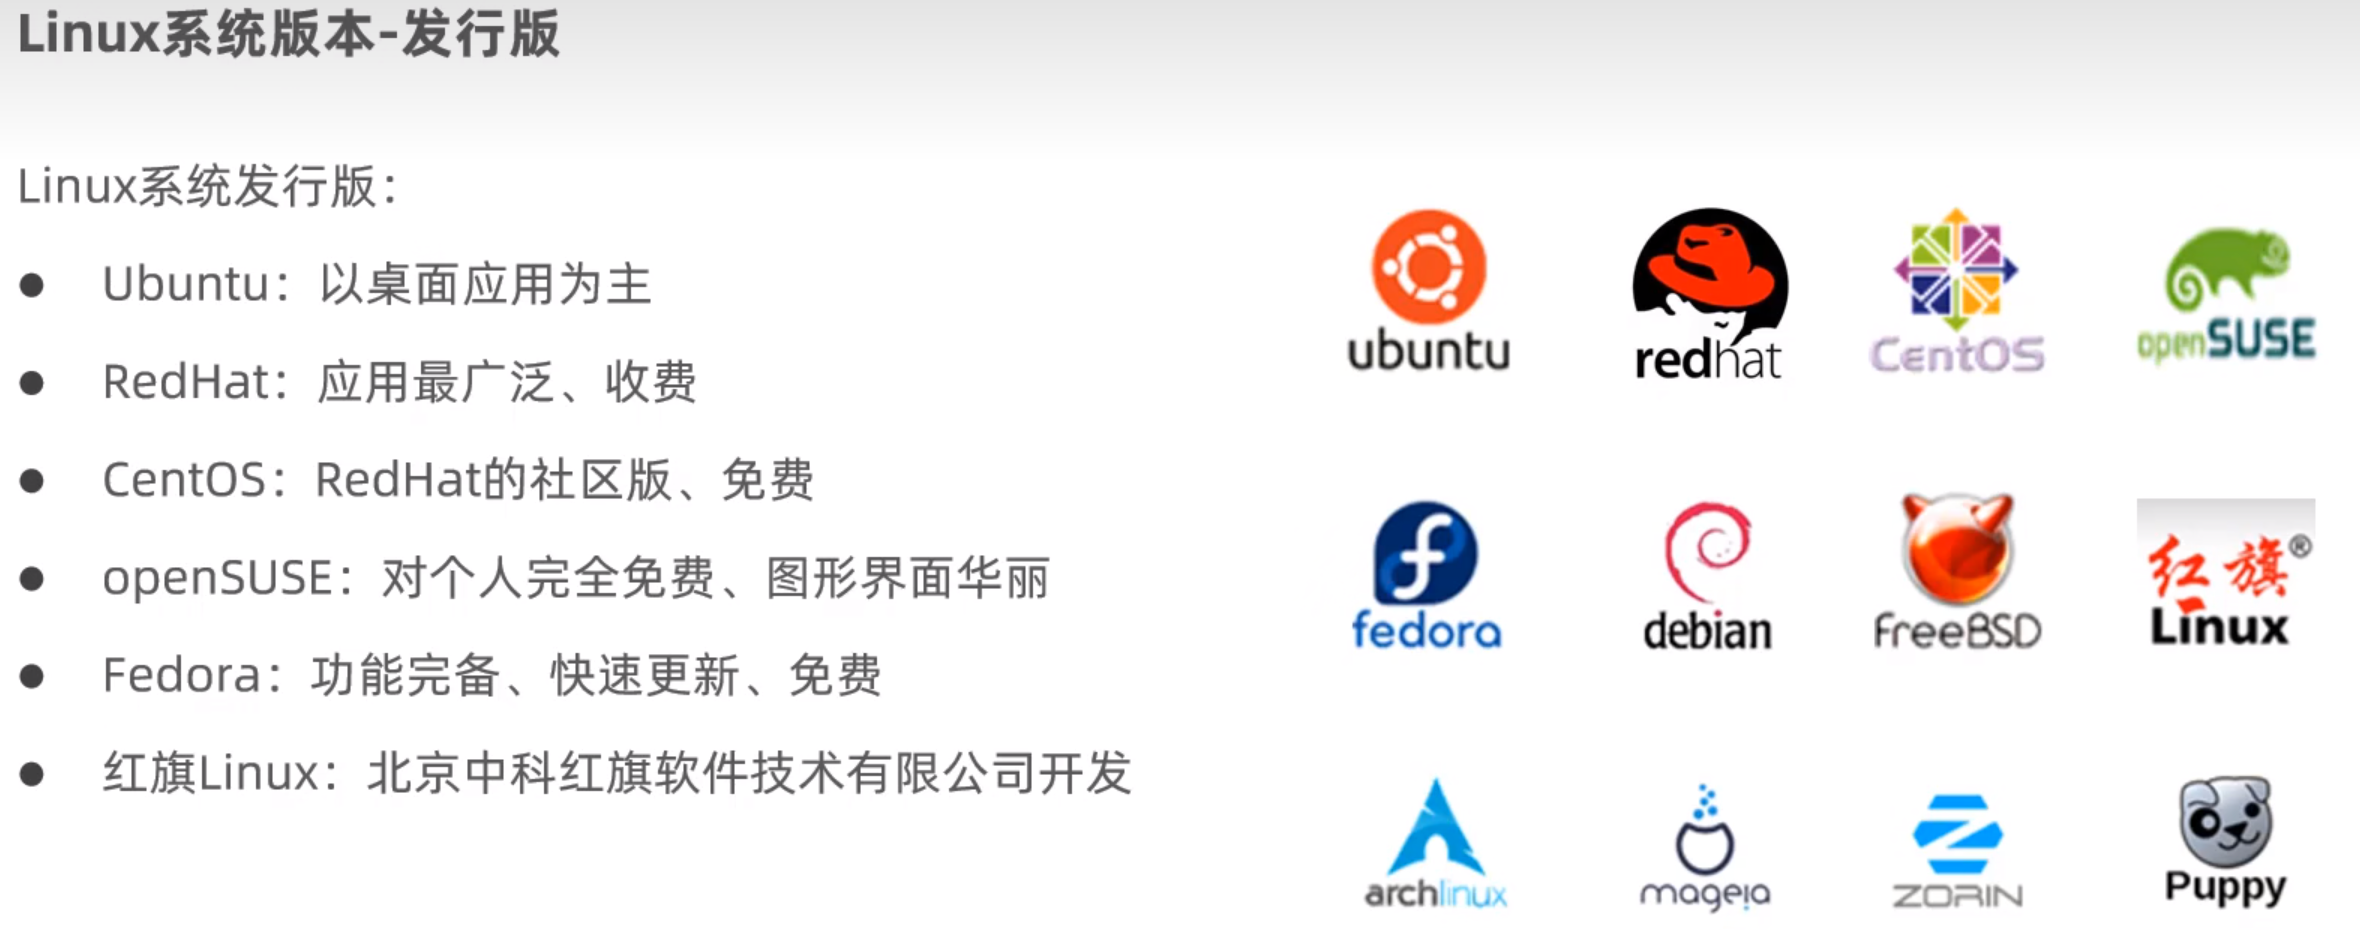 Linux系统版本-发行版
Linux系统发行版：
● Ubuntu：以桌面应用为主
● RedHat：应用最广泛、收费
● CentOS：RedHat的社区版、免费
● openSUSE：对个人完全免费、图形界面华丽
● Fedora：功能完备、快速更新、免费
● 红旗Linux：北京中科红旗软件技术有限公司开发
ubuntu
redhat
CentOS
openSUSE
fedora
debian
FreeBSD
红旗®
Linux
archlinux
mageia
ZORIN
Puppy